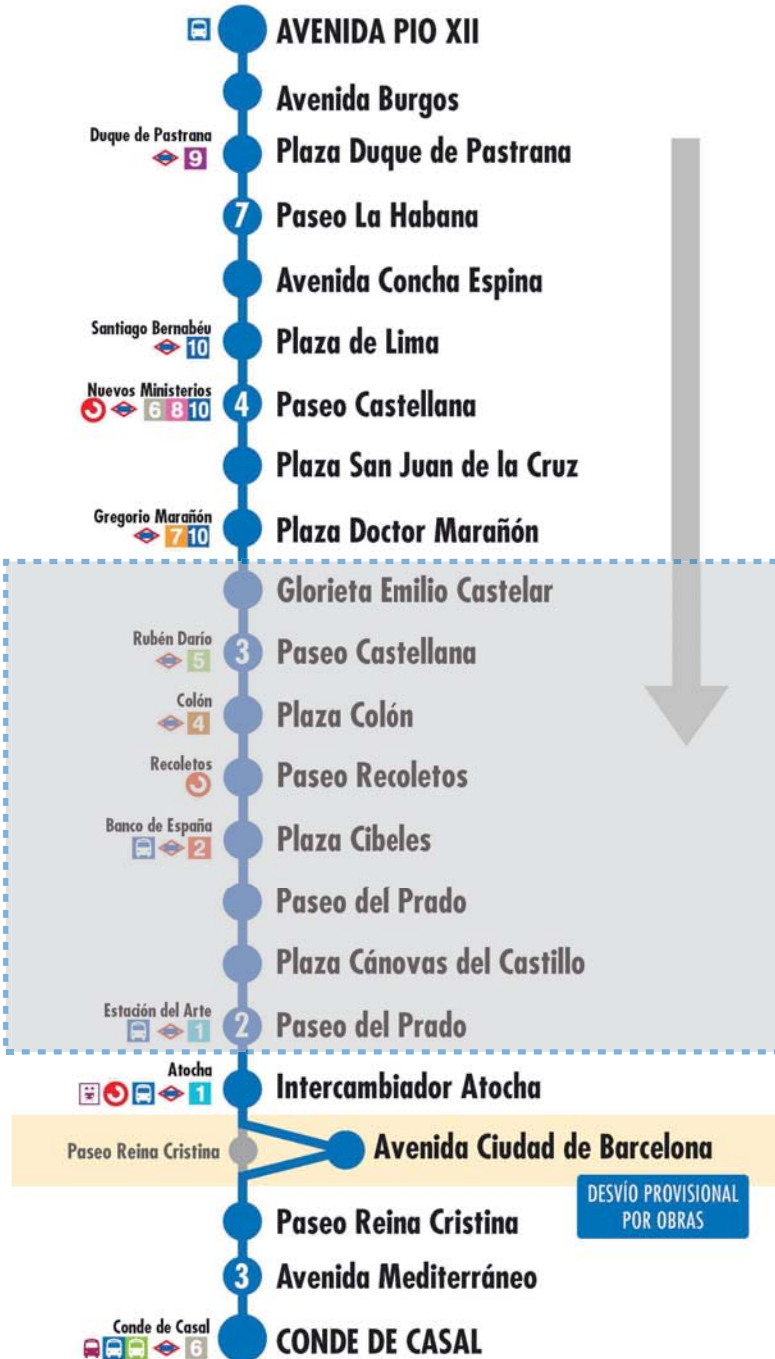 AVENIDA PIO XII
Avenida Burgos
Duque de Pastrana
9
Plaza Duque de Pastrana
7
Paseo La Habana
Avenida Concha Espina
Santiago Bernabéu
10
Plaza de Lima
Nuevos Ministerios
6 8 10
4
Paseo Castellana
Plaza San Juan de la Cruz
Gregorio Marañón
7 10
Plaza Doctor Marañón
Glorieta Emilio Castelar
Rubén Darío
5
3
Paseo Castellana
Colón
4
Plaza Colón
Recoletos
Paseo Recoletos
Banco de España
2
Plaza Cibeles
Paseo del Prado
Plaza Cánovas del Castillo
Estación del Arte
1
2
Paseo del Prado
Atocha
1
Intercambiador Atocha
Paseo Reina Cristina
Avenida Ciudad de Barcelona
DESVÍO PROVISIONAL
POR OBRAS
Paseo Reina Cristina
3
Avenida Mediterráneo
Conde de Casal
6
CONDE DE CASAL